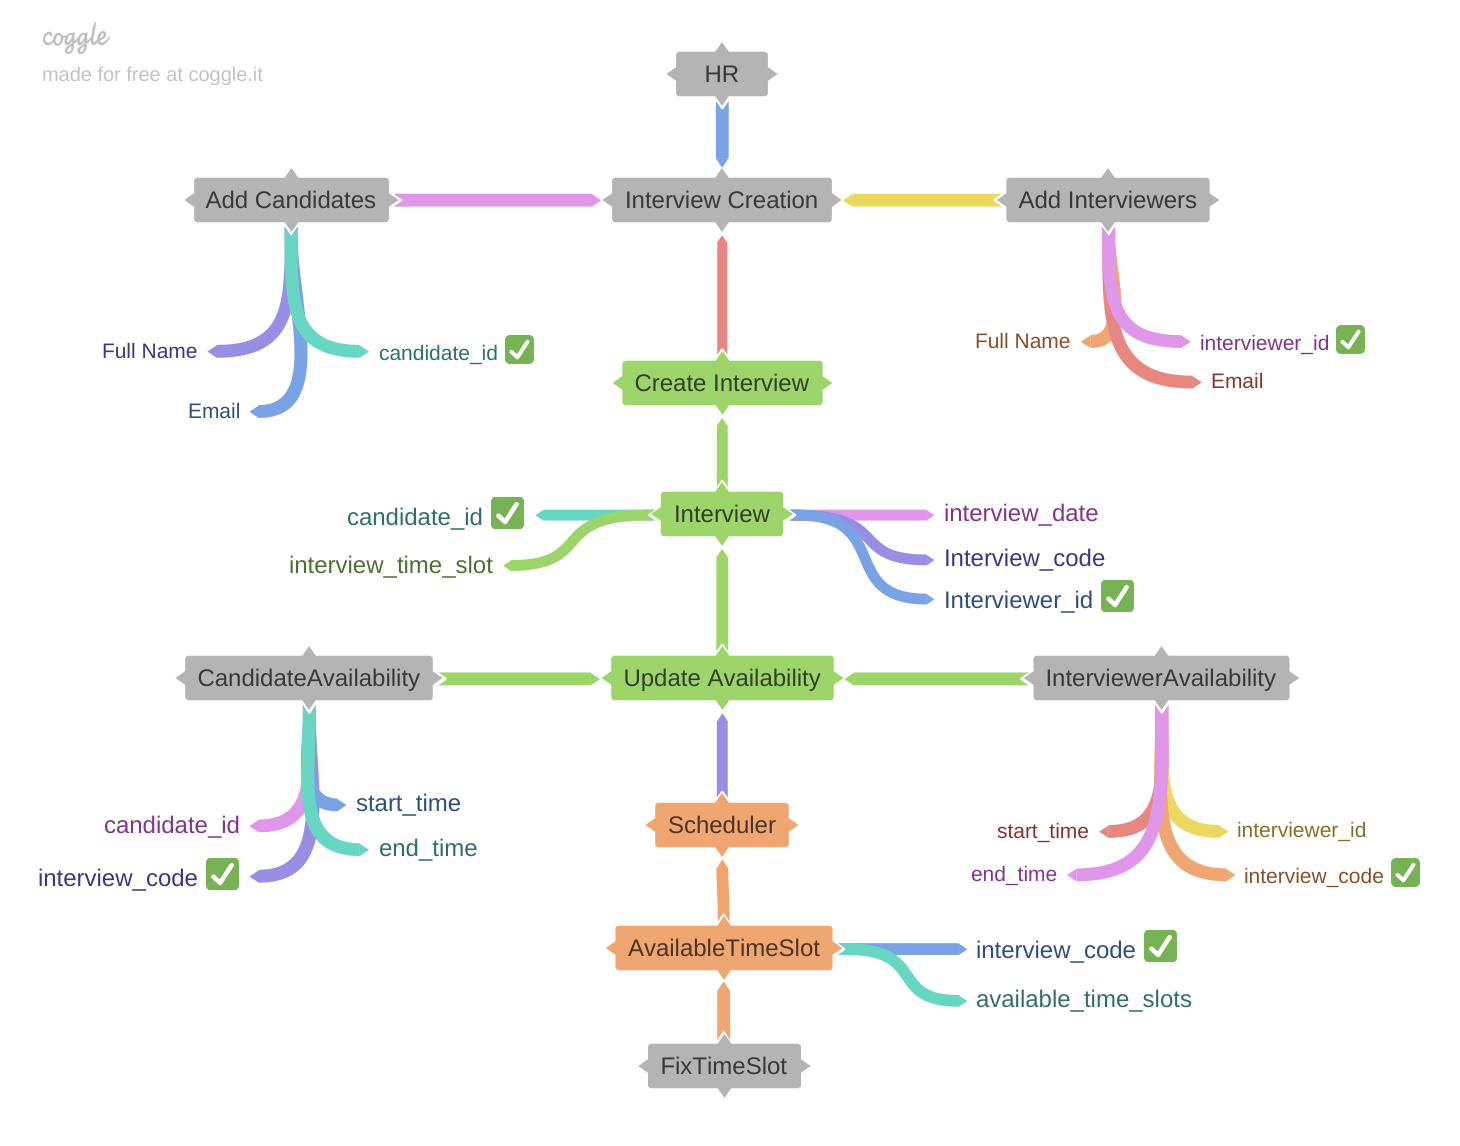 coggle
made for free at coggle.it
HR
Add Candidates
Interview Creation
Add Interviewers
Full Name
candidate_id ✅
Email
Full Name
interviewer_id ✅
Email
Create Interview
candidate_id ✅
interview_time_slot
Interview
interview_date
Interview_code
Interviewer_id ✅
CandidateAvailability
Update Availability
InterviewerAvailability
start_time
candidate_id
end_time
interview_code ✅
Scheduler
start_time
interviewer_id
end_time
interview_code ✅
AvailableTimeSlot
interview_code ✅
available_time_slots
FixTimeSlot